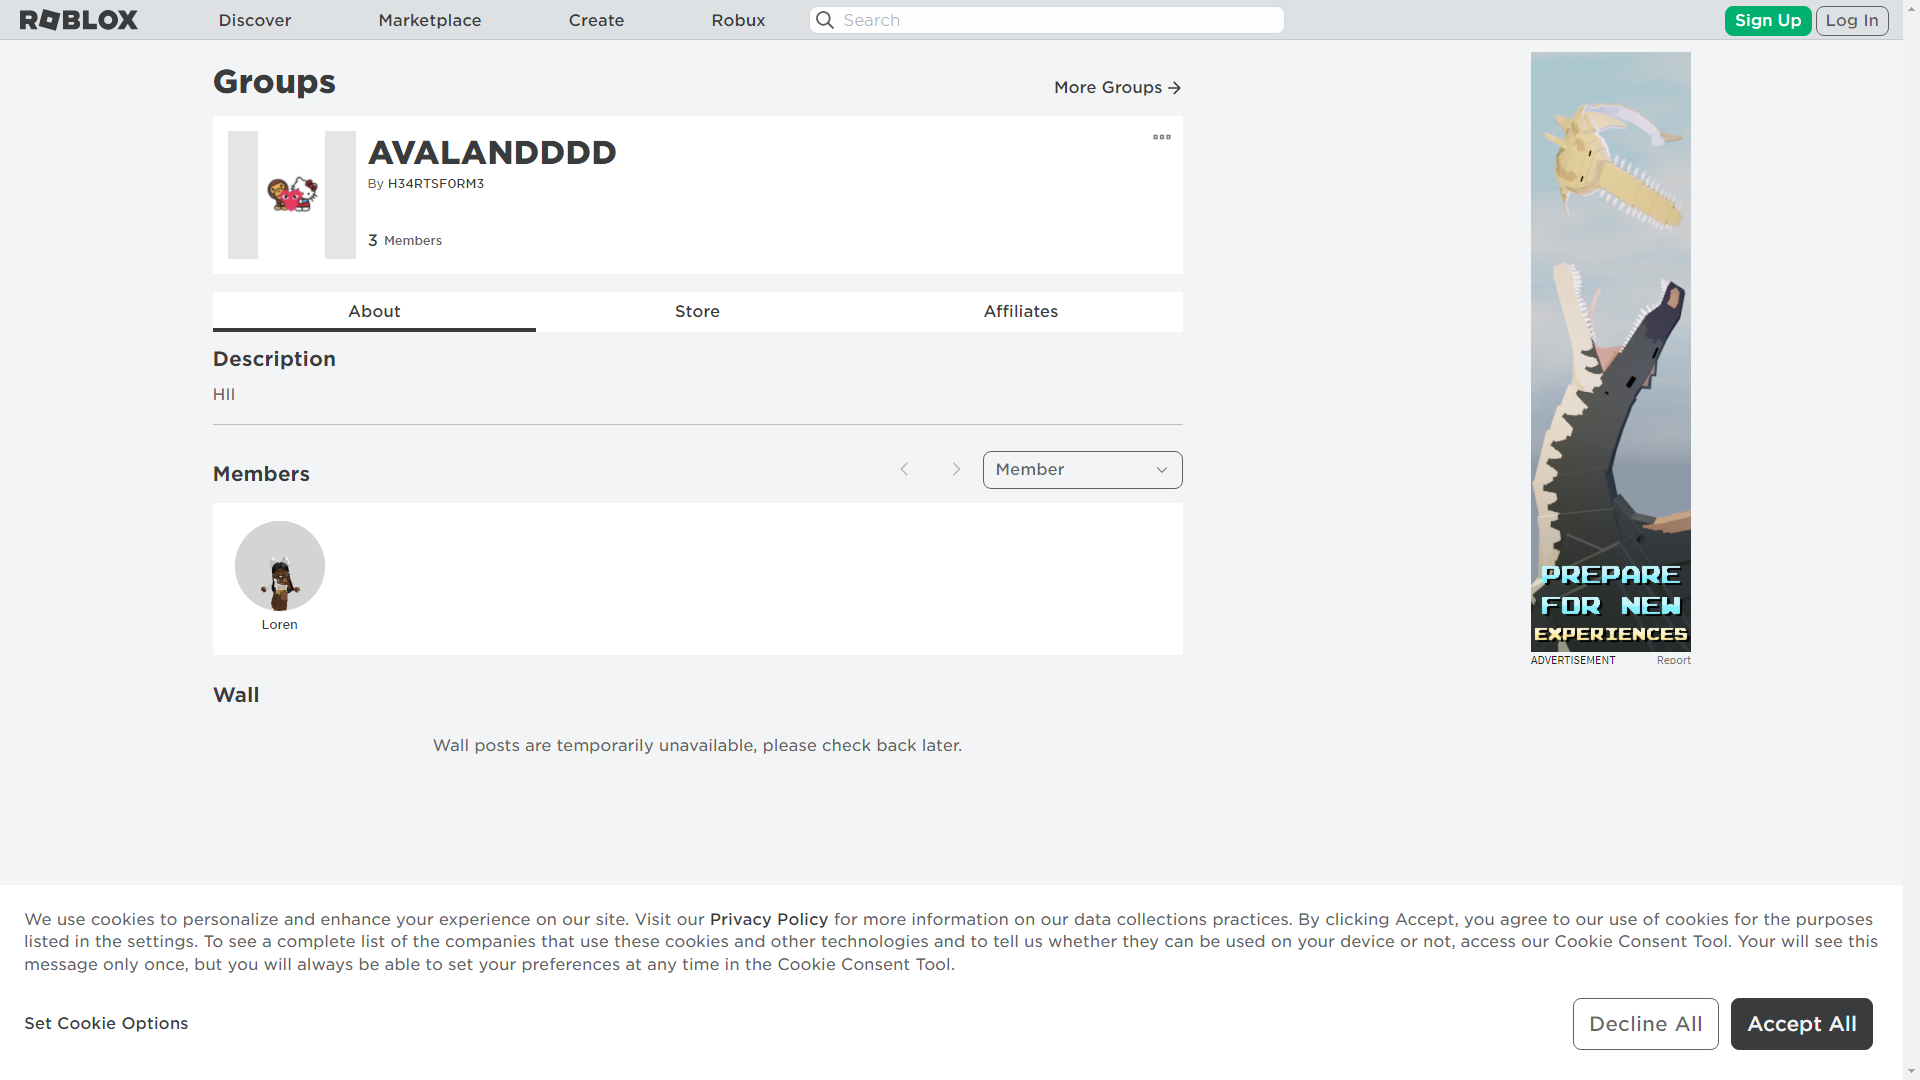 ROBLOX
Discover
Marketplace
Create
Robux
Search
Sign Up
Log In
Groups
More Groups
AVALANDDDD
By H34RTSF0RM3
3 Members
About
Store
Affiliates
Description
HII
Members
Member
Loren
Wall
Wall posts are temporarily unavailable, please check back later.
PREPARE
FOR NEW
EXPERIENCES
ADVERTISEMENT
Report
We use cookies to personalize and enhance your experience on our site. Visit our Privacy Policy for more information on our data collections practices. By clicking Accept, you agree to our use of cookies for the purposes
listed in the settings. To see a complete list of the companies that use these cookies and other technologies and to tell us whether they can be used on your device or not, access our Cookie Consent Tool. Your will see this
message only once, but you will always be able to set your preferences at any time in the Cookie Consent Tool.
Set Cookie Options
Decline All
Accept All